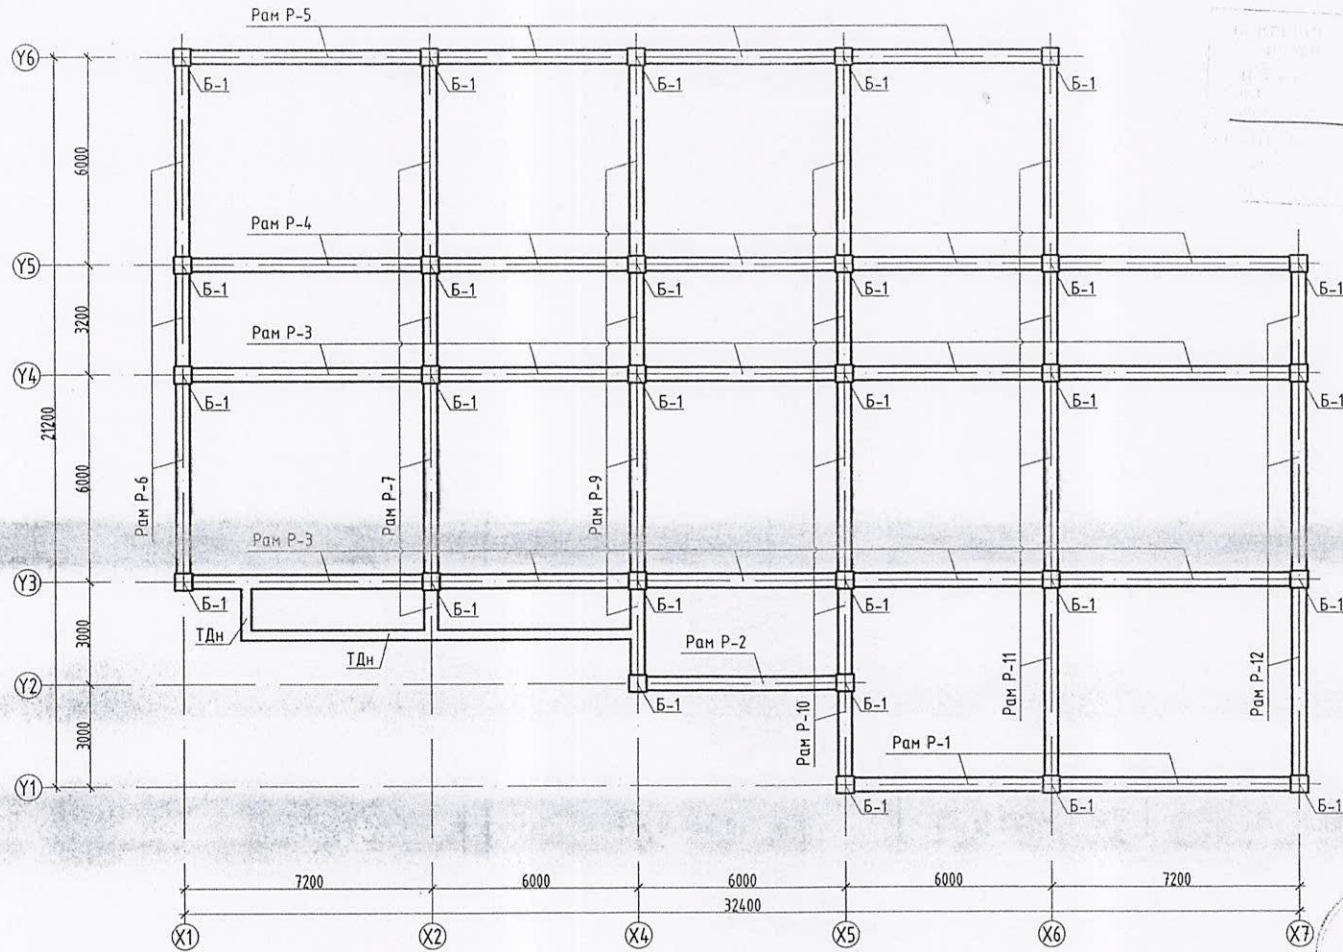 Рам Р-5
Y6
Б-1 Б-1 Б-1 Б-1 Б-1
6000
Рам Р-4
Y5
Б-1 Б-1 Б-1 Б-1 Б-1 Б-1
3200
Рам Р-3
Y4
Б-1 Б-1 Б-1 Б-1 Б-1 Б-1
21200
6000
Рам Р-6
Рам Р-7
Рам Р-9
Рам Р-3
Y3
Б-1 Б-1 Б-1 Б-1 Б-1 Б-1
3000
ТДн
ТДн
Рам Р-2
Y2
Б-1 Б-1
Рам Р-10
Рам Р-11
Рам Р-12
3000
Рам Р-1
Y1
Б-1 Б-1 Б-1
7200 6000 6000 6000 7200
32400
X1 X2 X4 X5 X6 X7